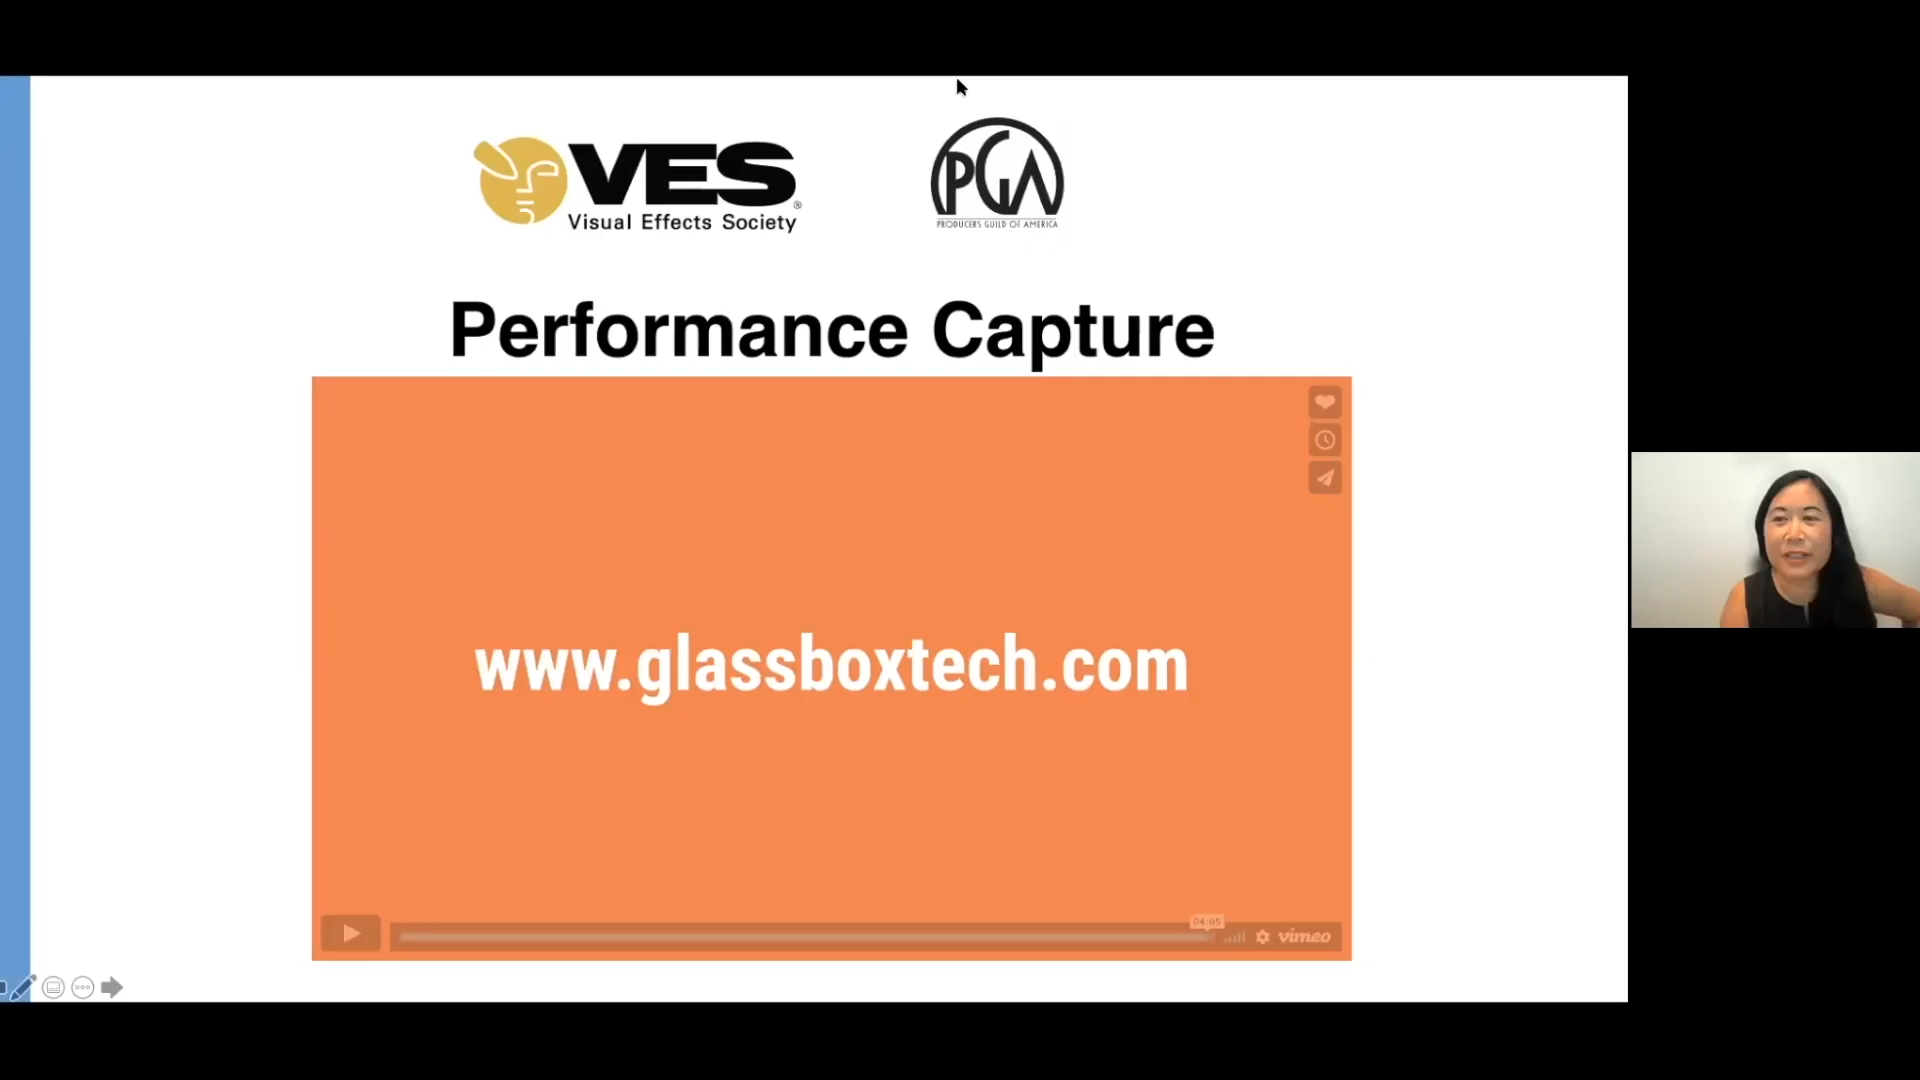 VES®
Visual Effects Society
PGA
PRODUCERS GUILD OF AMERICA
Performance Capture
www.glassboxtech.com
04:05
vimeo